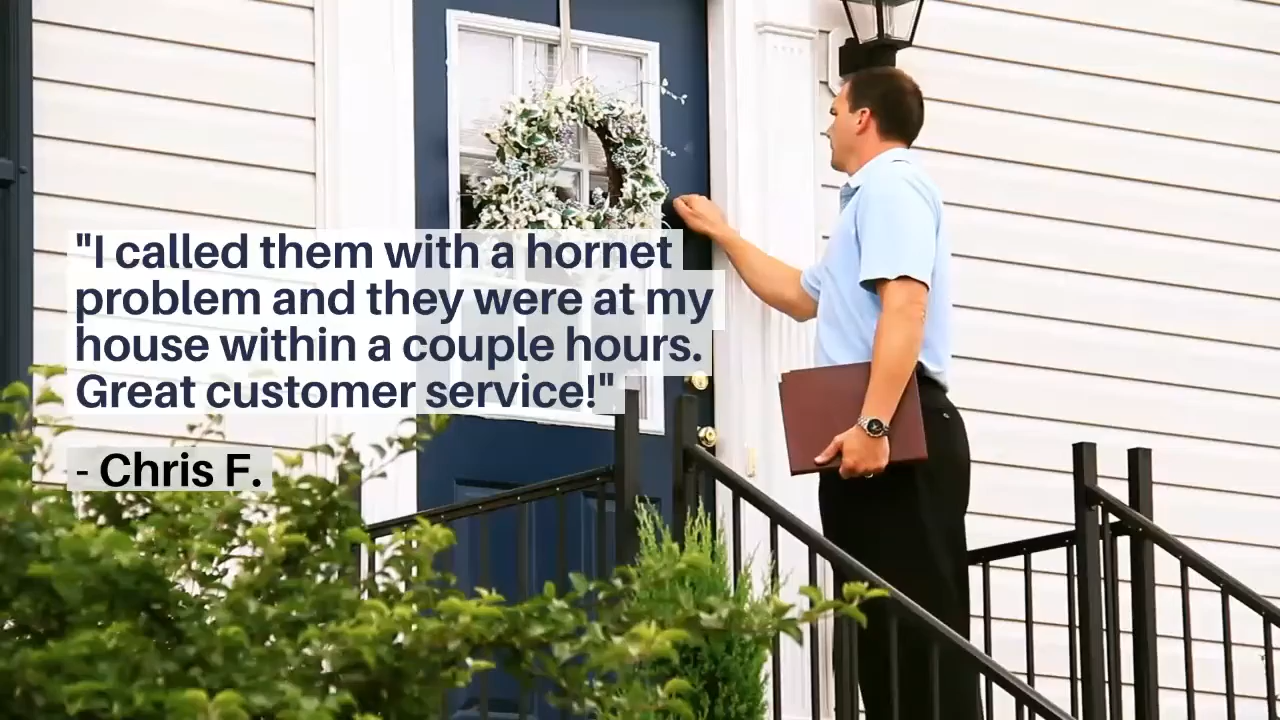 "I called them with a hornet
problem and they were at my
house within a couple hours.
Great customer service!"
- Chris F.